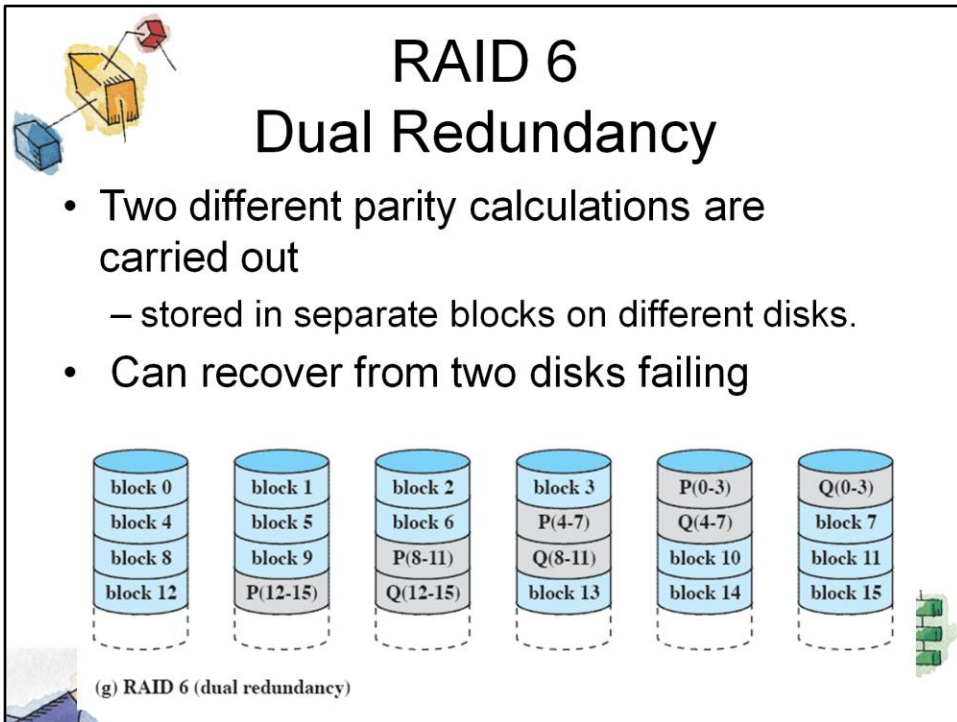 RAID 6
Dual Redundancy
• Two different parity calculations are
carried out
– stored in separate blocks on different disks.
• Can recover from two disks failing
block 0 block 1 block 2 block 3 P(0-3) Q(0-3)
block 4 block 5 block 6 P(4-7) Q(4-7) block 7
block 8 block 9 P(8-11) Q(8-11) block 10 block 11
block 12 P(12-15) Q(12-15) block 13 block 14 block 15
(g) RAID 6 (dual redundancy)